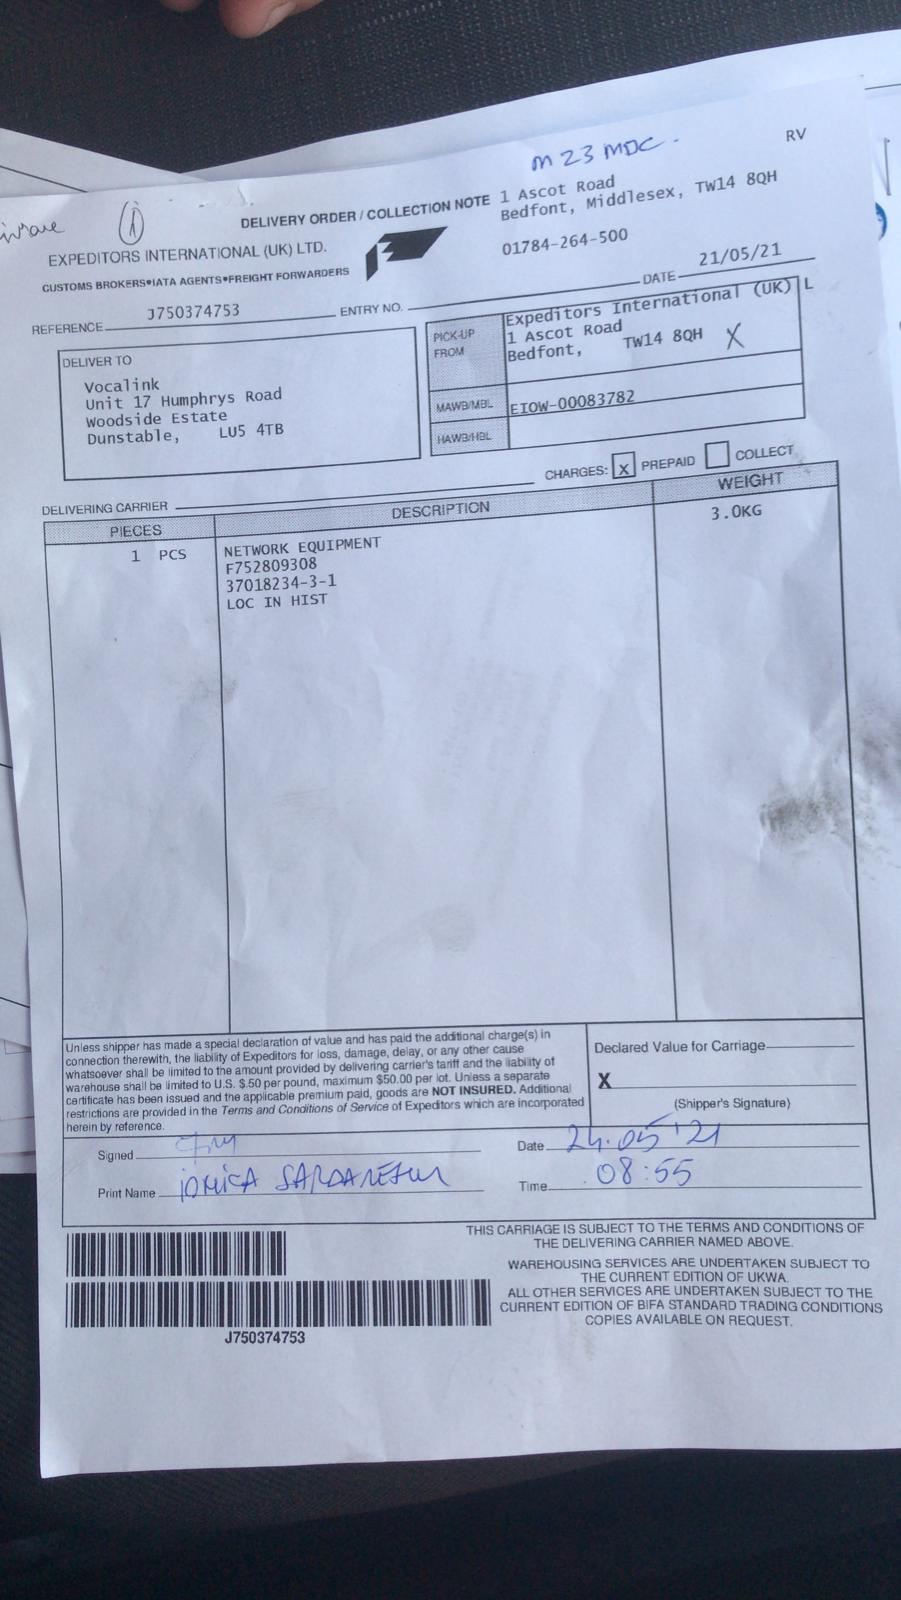 M 23 MDC.
RV
DELIVERY ORDER / COLLECTION NOTE
1 Ascot Road
Bedfont, Middlesex, TW14 8QH
01784-264-500
EXPEDITORS INTERNATIONAL (UK) LTD.
CUSTOMS BROKERS•IATA AGENTS•FREIGHT FORWARDERS
DATE 21/05/21
REFERENCE J750374753
ENTRY NO.
DELIVER TO
Vocalink
Unit 17 Humphrys Road
Woodside Estate
Dunstable, LU5 4TB
PICK-UP FROM
Expeditors International (UK) L
1 Ascot Road
Bedfont, TW14 8QH X
MAWB/MBL EIOW-00083782
HAWB/HBL
CHARGES: X PREPAID COLLECT
DELIVERING CARRIER
PIECES DESCRIPTION WEIGHT
1 PCS NETWORK EQUIPMENT 3.0KG
F752809308
37018234-3-1
LOC IN HIST
Unless shipper has made a special declaration of value and has paid the additional charge(s) in
connection therewith, the liability of Expeditors for loss, damage, delay, or any other cause
whatsoever shall be limited to the amount provided by delivering carrier's tariff and the liability of
warehouse shall be limited to U.S. $.50 per pound, maximum $50.00 per lot. Unless a separate
certificate has been issued and the applicable premium paid, goods are NOT INSURED. Additional
restrictions are provided in the Terms and Conditions of Service of Expeditors which are incorporated
herein by reference.
Declared Value for Carriage
X
(Shipper's Signature)
Signed
Date 24.05'21
Print Name IONICA
Time 08:55
THIS CARRIAGE IS SUBJECT TO THE TERMS AND CONDITIONS OF
THE DELIVERING CARRIER NAMED ABOVE.
WAREHOUSING SERVICES ARE UNDERTAKEN SUBJECT TO
THE CURRENT EDITION OF UKWA.
ALL OTHER SERVICES ARE UNDERTAKEN SUBJECT TO THE
CURRENT EDITION OF BIFA STANDARD TRADING CONDITIONS
COPIES AVAILABLE ON REQUEST.
J750374753